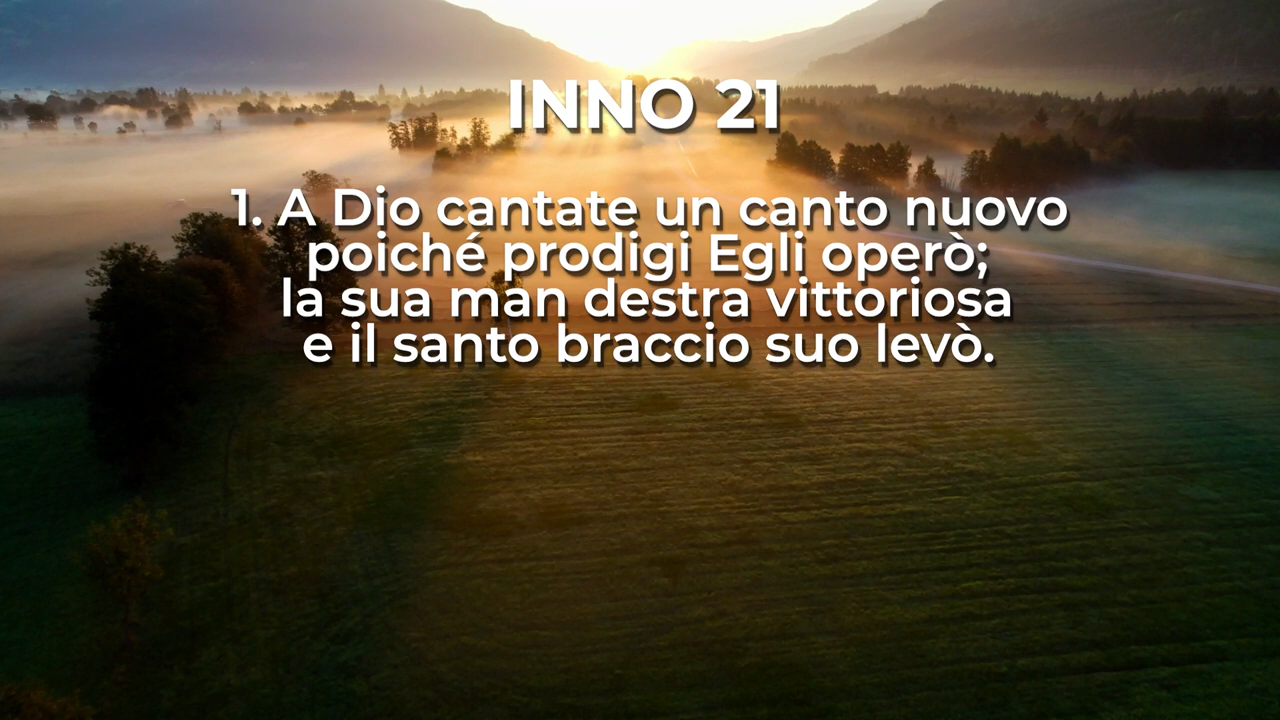 INNO 21
1. A Dio cantate un canto nuovo
poiché prodigi Egli operò;
la sua man destra vittoriosa
e il santo braccio suo levò.